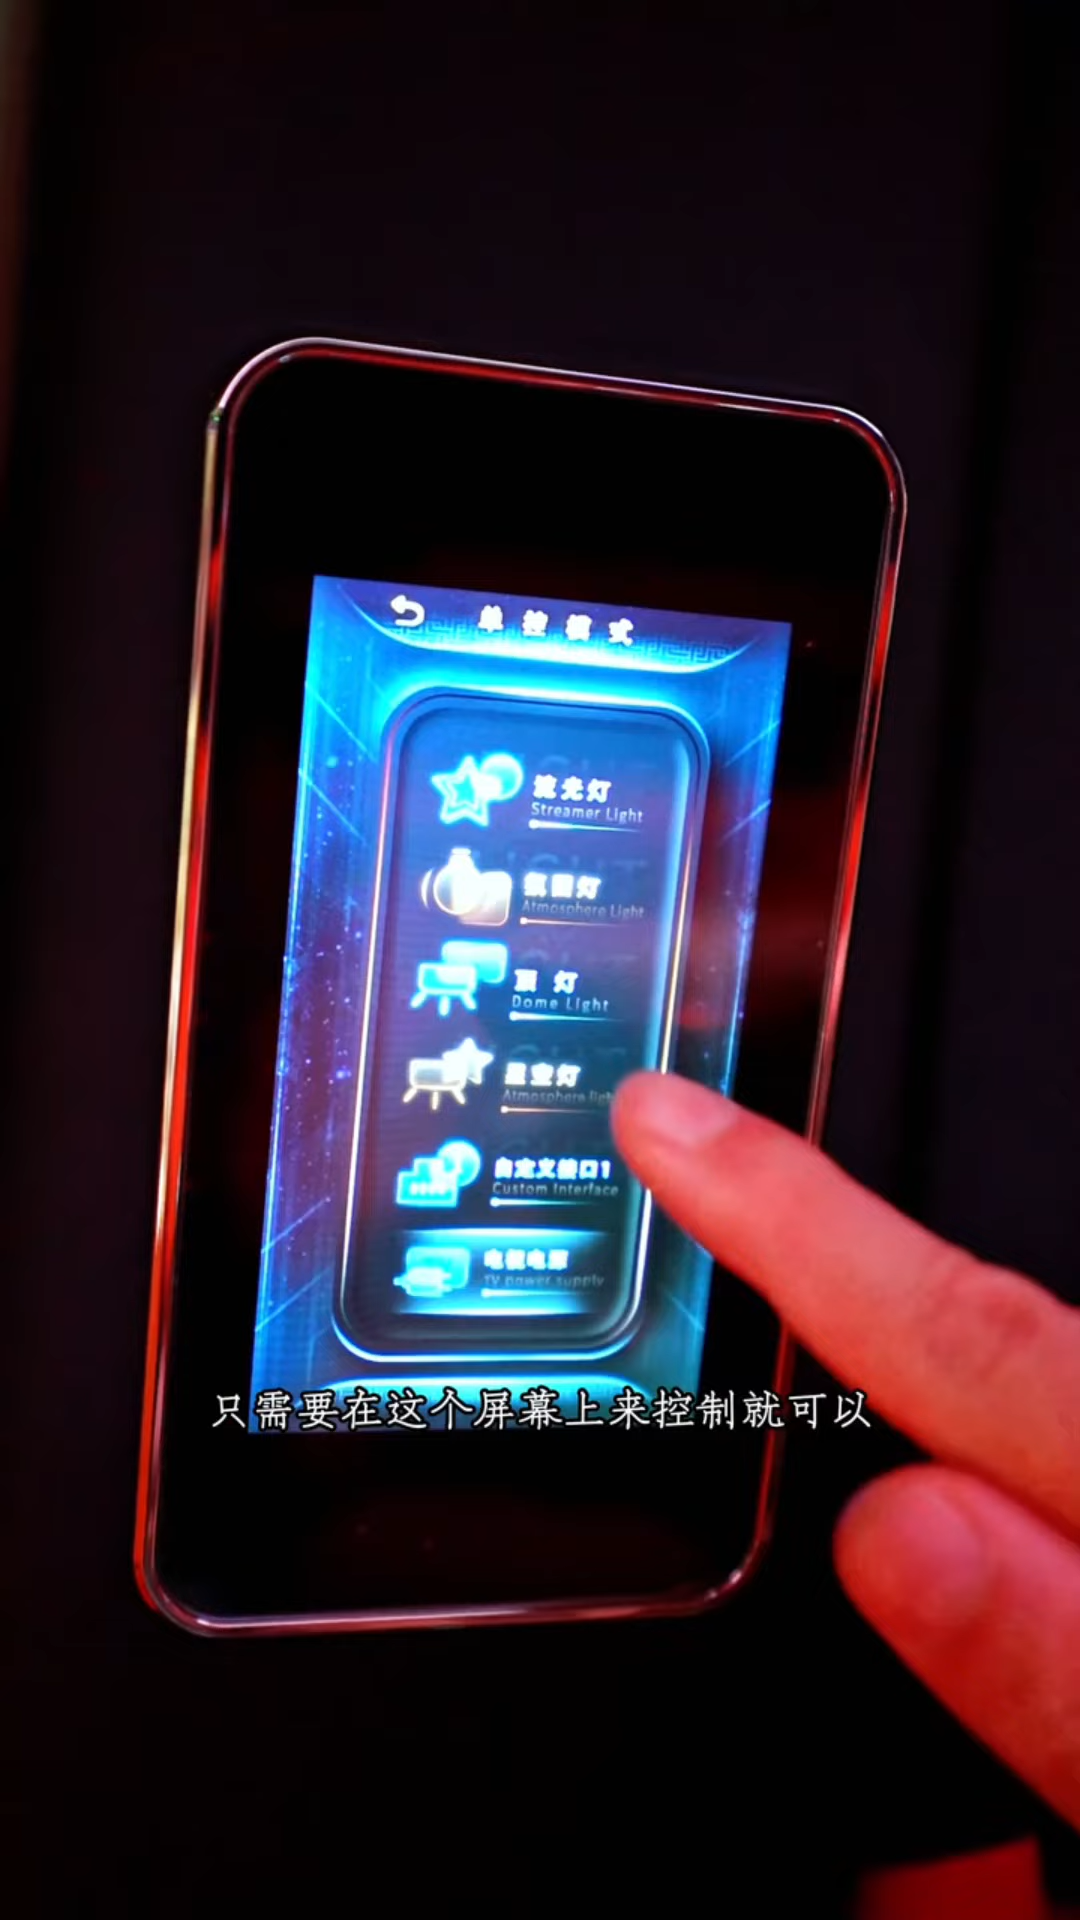 单控模式
流光灯
Streamer Light
氛围灯
Atmosphere Light
顶灯
Dome Light
星空灯
Atmosphere light
自定义接口1
Custom Interface
电视电源
TV power supply
只需要在这个屏幕上来控制就可以